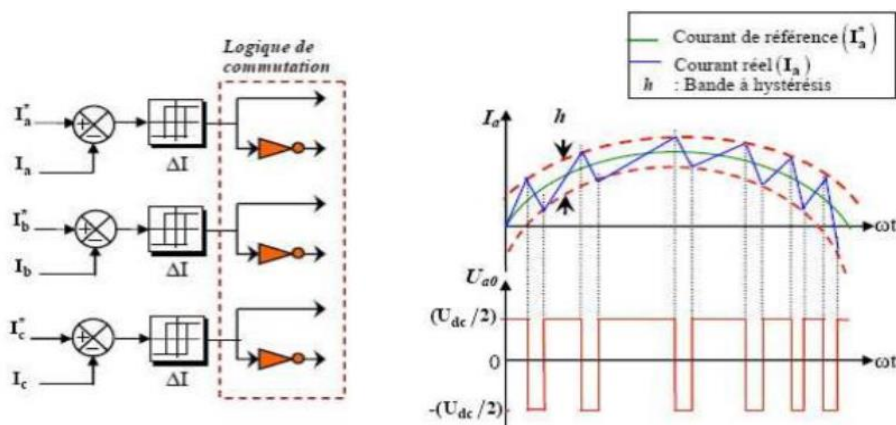 Logique de
commutation
I*a
Ia
ΔI
I*b
Ib
ΔI
I*c
Ic
ΔI
Courant de référence (I*a)
Courant réel (Ia)
h : Bande à hystérésis
Ia
h
ωt
Ua0
(Udc/2)
0
ωt
-(Udc/2)